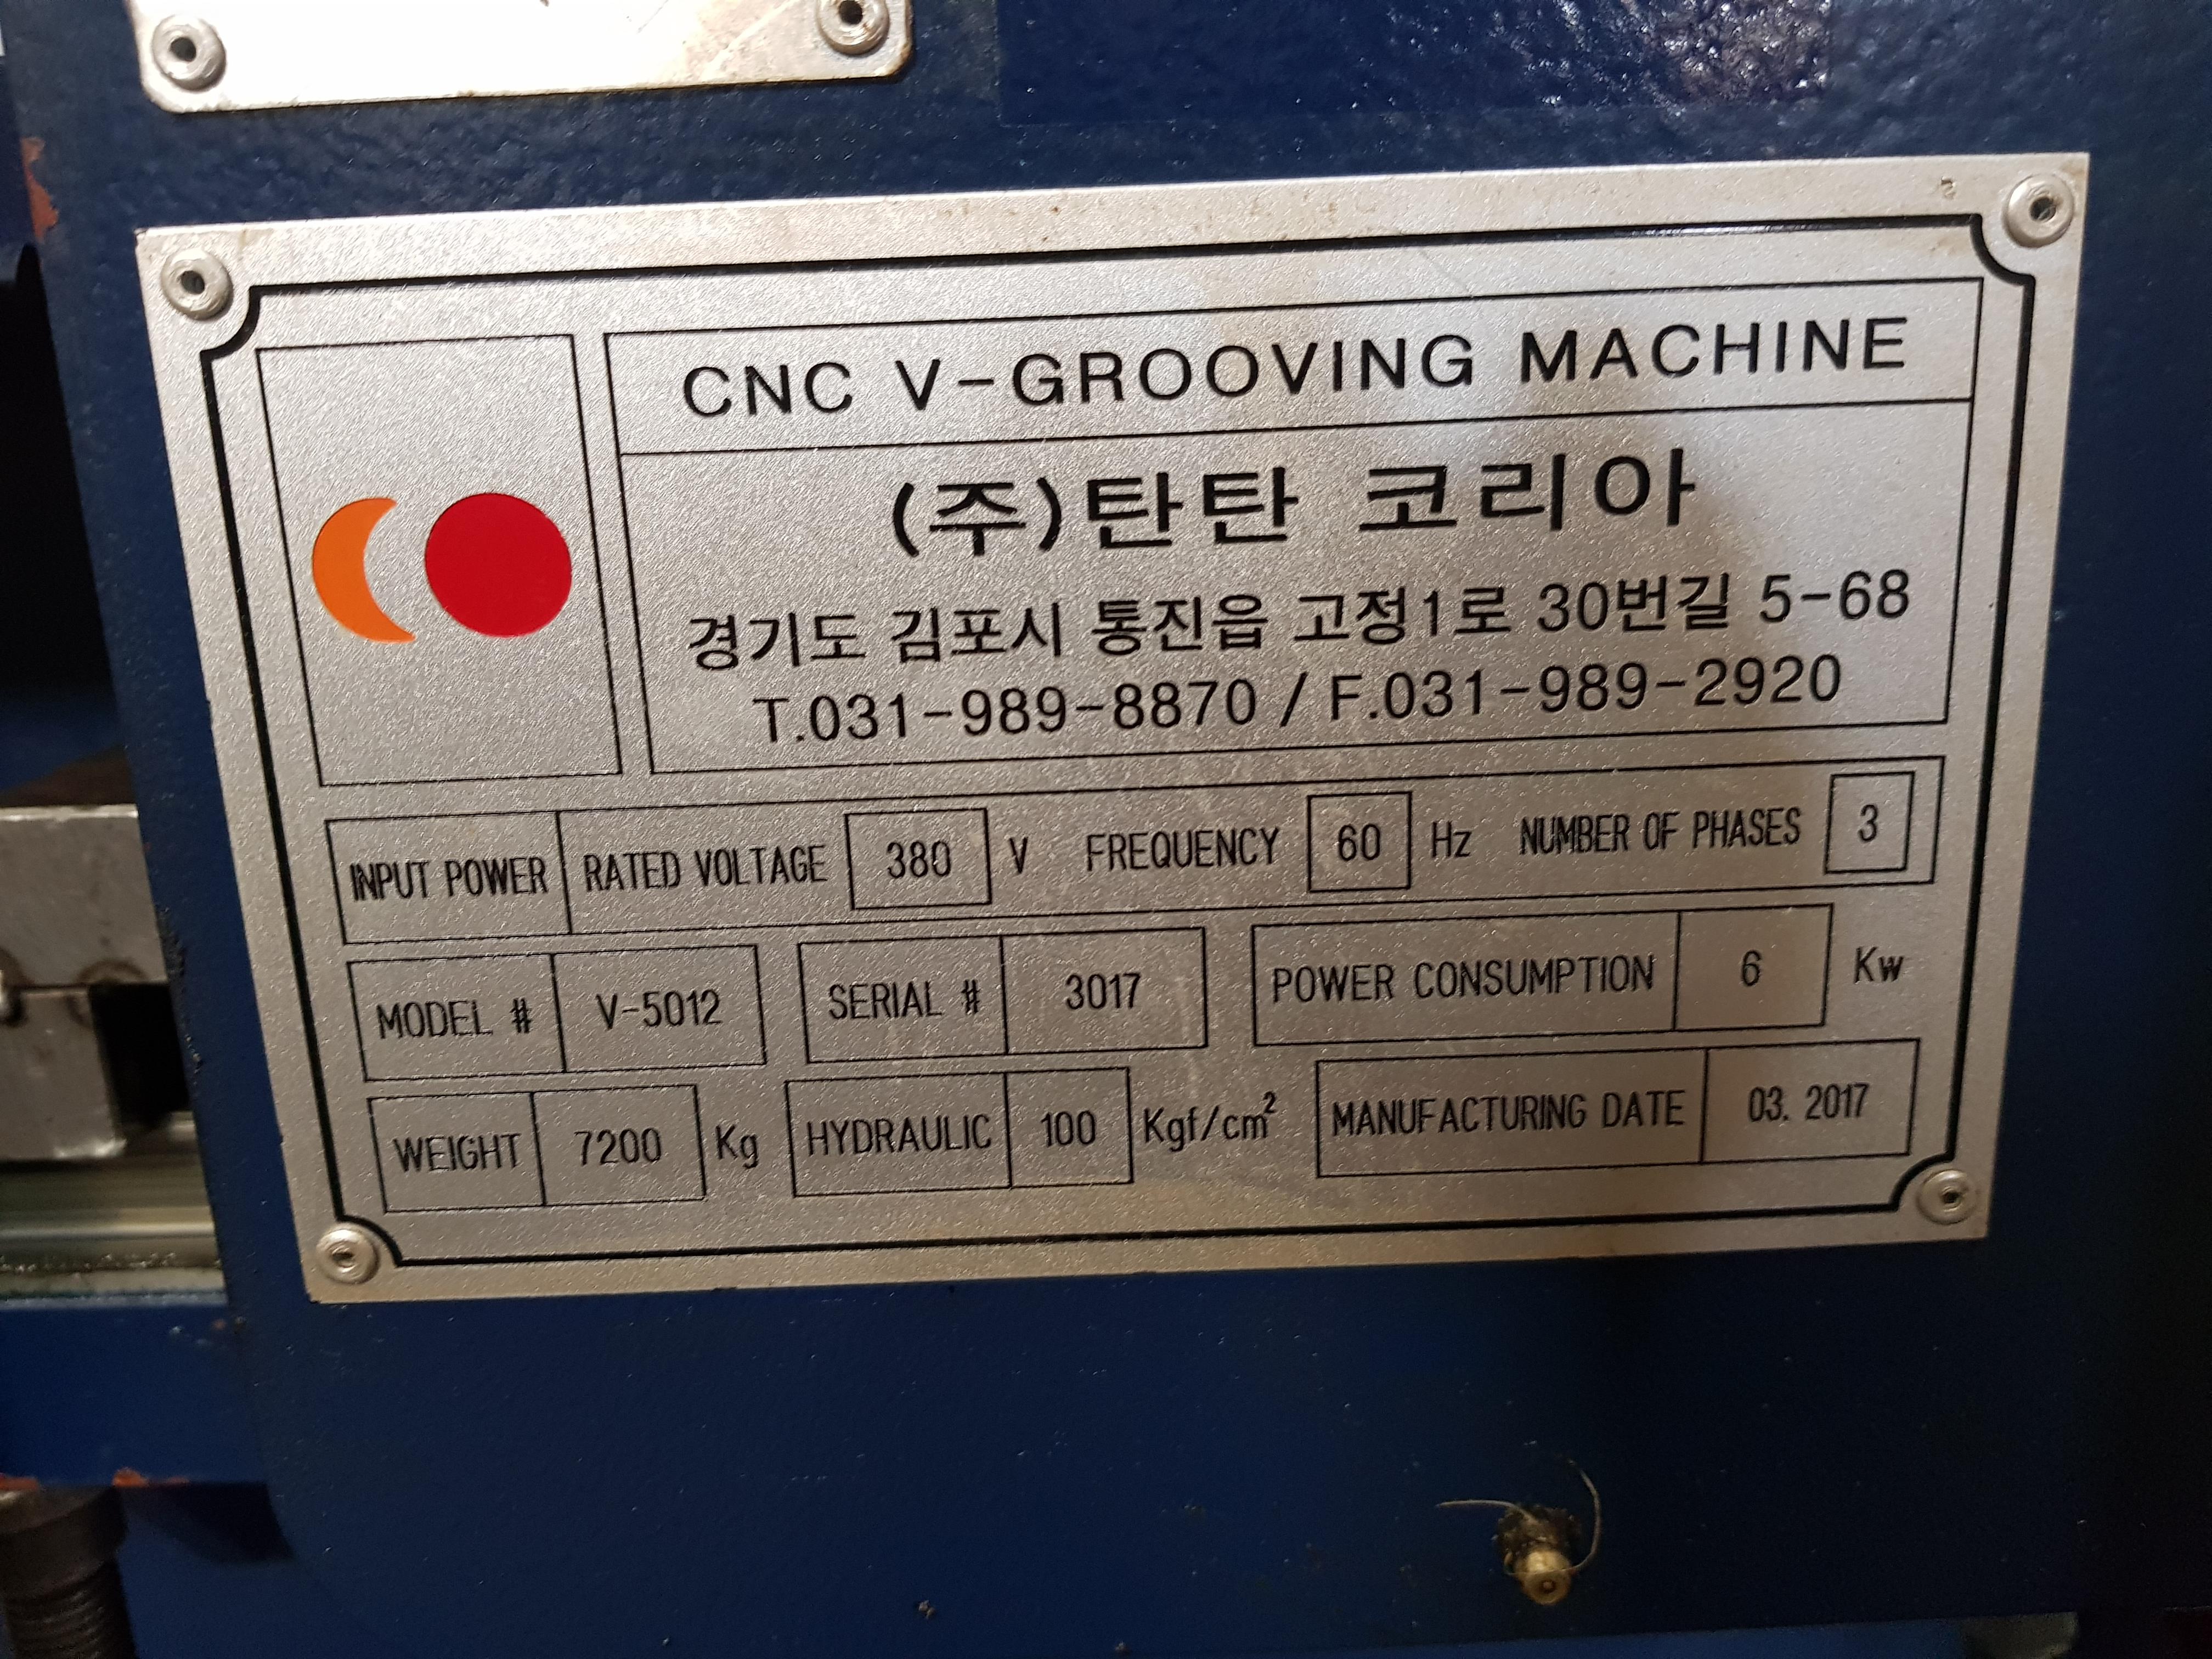 CNC V-GROOVING MACHINE
(주)탄탄 코리아
경기도 김포시 통진읍 고정1로 30번길 5-68
T.031-989-8870 / F.031-989-2920
INPUT POWER RATED VOLTAGE 380 V FREQUENCY 60 Hz NUMBER OF PHASES 3
MODEL # V-5012 SERIAL # 3017 POWER CONSUMPTION 6 Kw
WEIGHT 7200 Kg HYDRAULIC 100 Kgf/cm² MANUFACTURING DATE 03. 2017